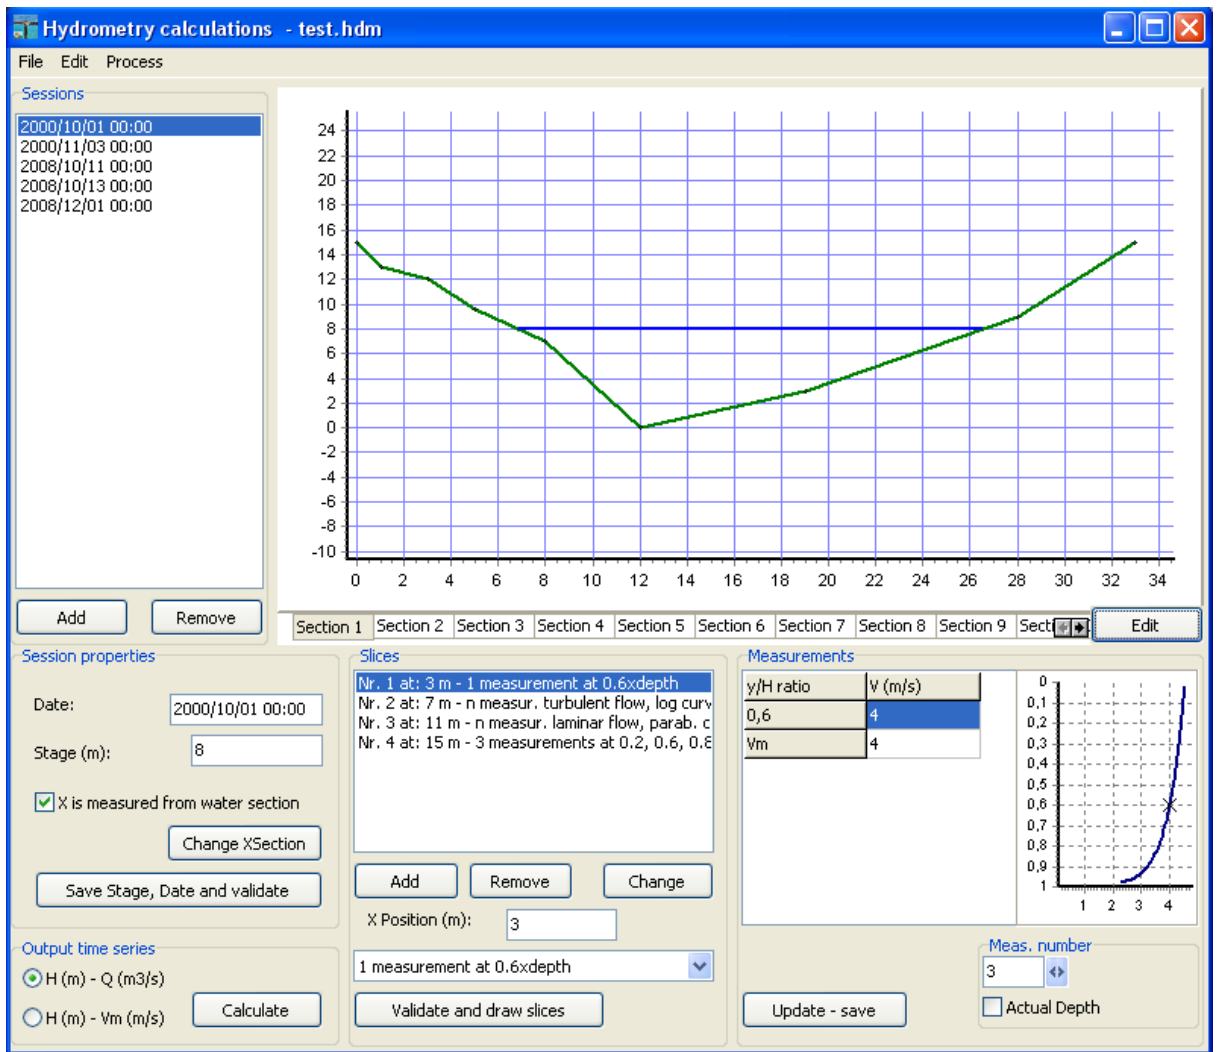 Hydrometry calculations - test.hdm
File Edit Process
Sessions
2000/10/01 00:00
2000/11/03 00:00
2008/10/11 00:00
2008/10/13 00:00
2008/12/01 00:00
Add Remove
24
22
20
18
16
14
12
10
8
6
4
2
0
-2
-4
-6
-8
-10
0 2 4 6 8 10 12 14 16 18 20 22 24 26 28 30 32 34
Section 1 Section 2 Section 3 Section 4 Section 5 Section 6 Section 7 Section 8 Section 9 Secti Edit
Session properties
Date: 2000/10/01 00:00
Stage (m): 8
X is measured from water section
Change XSection
Save Stage, Date and validate
Output time series
H (m) - Q (m3/s)
H (m) - Vm (m/s)
Calculate
Slices
Nr. 1 at: 3 m - 1 measurement at 0.6xdepth
Nr. 2 at: 7 m - n measur. turbulent flow, log curv
Nr. 3 at: 11 m - n measur. laminar flow, parab. c
Nr. 4 at: 15 m - 3 measurements at 0.2, 0.6, 0.8
Add Remove Change
X Position (m): 3
1 measurement at 0.6xdepth
Validate and draw slices
Measurements
y/H ratio V (m/s)
0,6 4
Vm 4
0
0,1
0,2
0,3
0,4
0,5
0,6
0,7
0,8
0,9
1
1 2 3 4
Meas. number
3
Actual Depth
Update - save